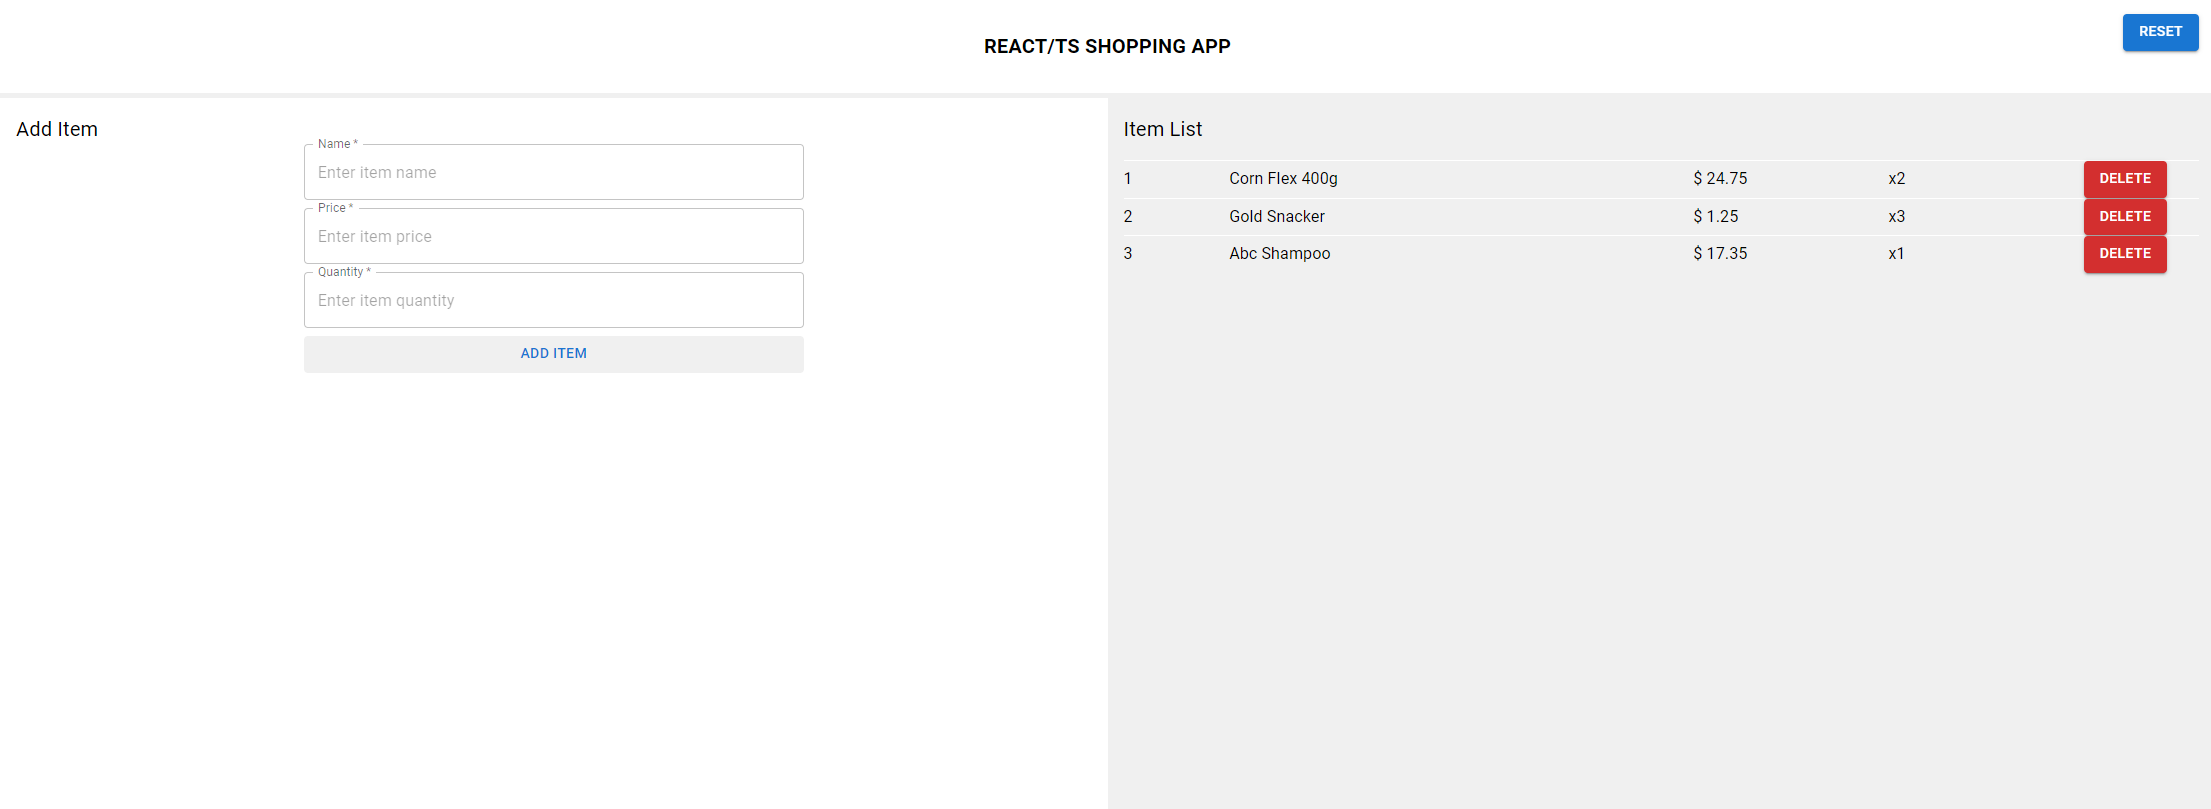 REACT/TS SHOPPING APP
RESET
Add Item
Name *
Enter item name
Price *
Enter item price
Quantity *
Enter item quantity
ADD ITEM
Item List
1 Corn Flex 400g $ 24.75 x2 DELETE
2 Gold Snacker $ 1.25 x3 DELETE
3 Abc Shampoo $ 17.35 x1 DELETE